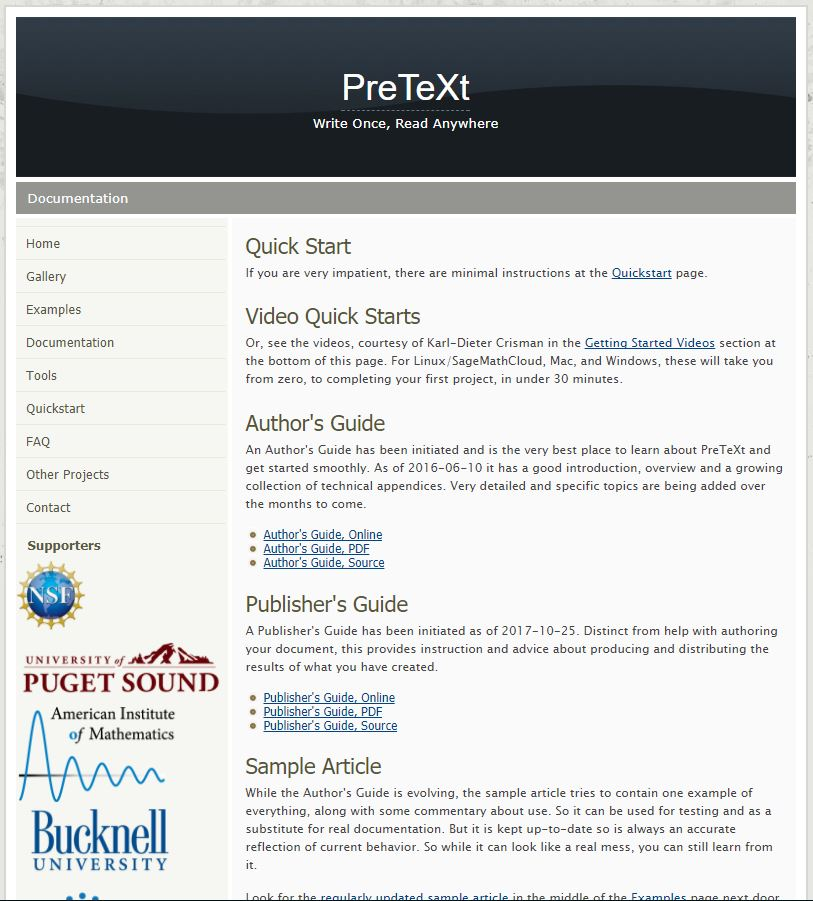 PreTeXt
Write Once, Read Anywhere
Documentation
Home
Gallery
Examples
Documentation
Tools
Quickstart
FAQ
Other Projects
Contact
Supporters
NSF
UNIVERSITY of
PUGET SOUND
American Institute
of Mathematics
Bucknell
UNIVERSITY
Quick Start
If you are very impatient, there are minimal instructions at the Quickstart page.
Video Quick Starts
Or, see the videos, courtesy of Karl-Dieter Crisman in the Getting Started Videos section at
the bottom of this page. For Linux/SageMathCloud, Mac, and Windows, these will take you
from zero, to completing your first project, in under 30 minutes.
Author's Guide
An Author's Guide has been initiated and is the very best place to learn about PreTeXt and
get started smoothly. As of 2016-06-10 it has a good introduction, overview and a growing
collection of technical appendices. Very detailed and specific topics are being added over
the months to come.
Author's Guide, Online
Author's Guide, PDF
Author's Guide, Source
Publisher's Guide
A Publisher's Guide has been initiated as of 2017-10-25. Distinct from help with authoring
your document, this provides instruction and advice about producing and distributing the
results of what you have created.
Publisher's Guide, Online
Publisher's Guide, PDF
Publisher's Guide, Source
Sample Article
While the Author's Guide is evolving, the sample article tries to contain one example of
everything, along with some commentary about use. So it can be used for testing and as a
substitute for real documentation. But it is kept up-to-date so is always an accurate
reflection of current behavior. So while it can look like a real mess, you can still learn from
it.
Look for the regularly updated sample article in the middle of the Examples page next door